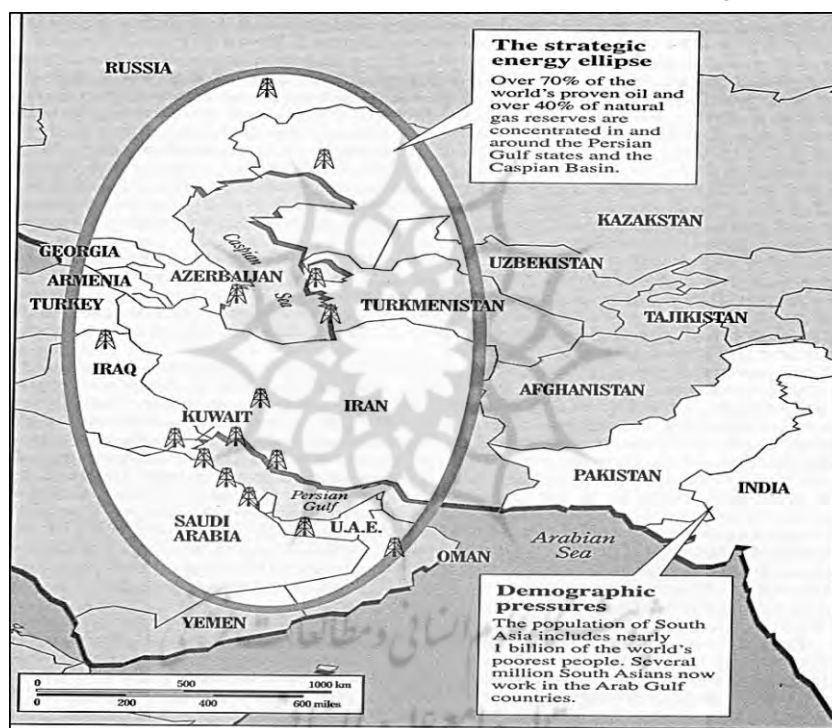 The strategic
energy ellipse
Over 70% of the
world's proven oil and
over 40% of natural
gas reserves are
concentrated in and
around the Persian
Gulf states and the
Caspian Basin.
RUSSIA
KAZAKSTAN
GEORGIA
UZBEKISTAN
ARMENIA
AZERBAIJAN
Caspian
Sea
TURKEY
TURKMENISTAN
TAJIKISTAN
IRAQ
AFGHANISTAN
IRAN
KUWAIT
PAKISTAN
INDIA
Persian
Gulf
SAUDI
ARABIA
U.A.E.
Arabian
Sea
OMAN
YEMEN
Demographic
pressures
The population of South
Asia includes nearly
1 billion of the world's
poorest people. Several
million South Asians now
work in the Arab Gulf
countries.
0 500 1000 km
0 200 400 600 miles